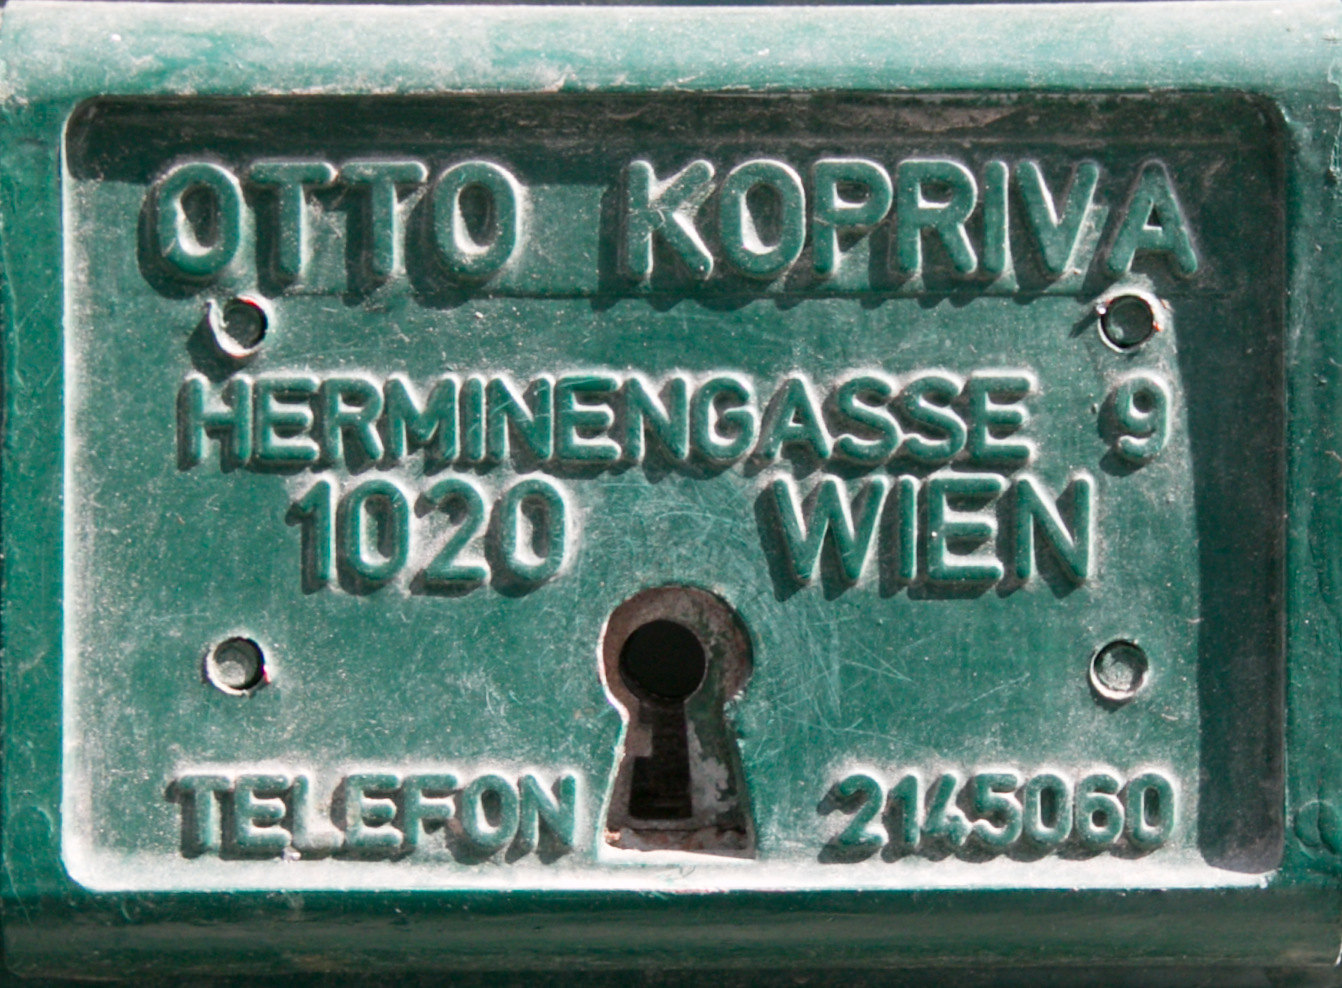 OTTO KOPRIVA
HERMINENGASSE 9
1020 WIEN
TELEFON 2145060